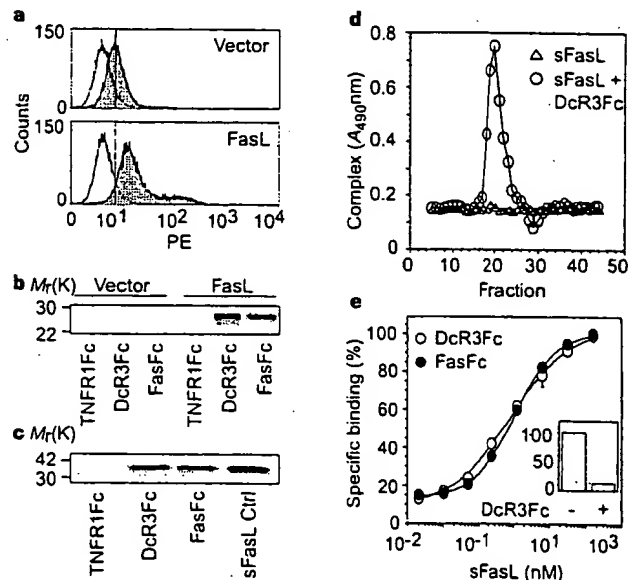 a
150
Vector
0
150
FasL
0
Counts
0 10¹ 10² 10³ 10⁴
PE
b Mr(K) Vector FasL
30
22
TNFR1Fc
DcR3Fc
FasFc
TNFR1Fc
DcR3Fc
FasFc
c Mr(K)
42
30
TNFR1Fc
DcR3Fc
FasFc
sFasL Ctrl
d
0.8
0.6
0.4
0.2
0
Complex (A490nm)
sFasL
sFasL +
DcR3Fc
0 10 20 30 40 50
Fraction
e
100
80
60
40
20
0
Specific binding (%)
DcR3Fc
FasFc
100
50
0
DcR3Fc - +
10⁻² 10⁻¹ 10¹ 10³
sFasL (nM)